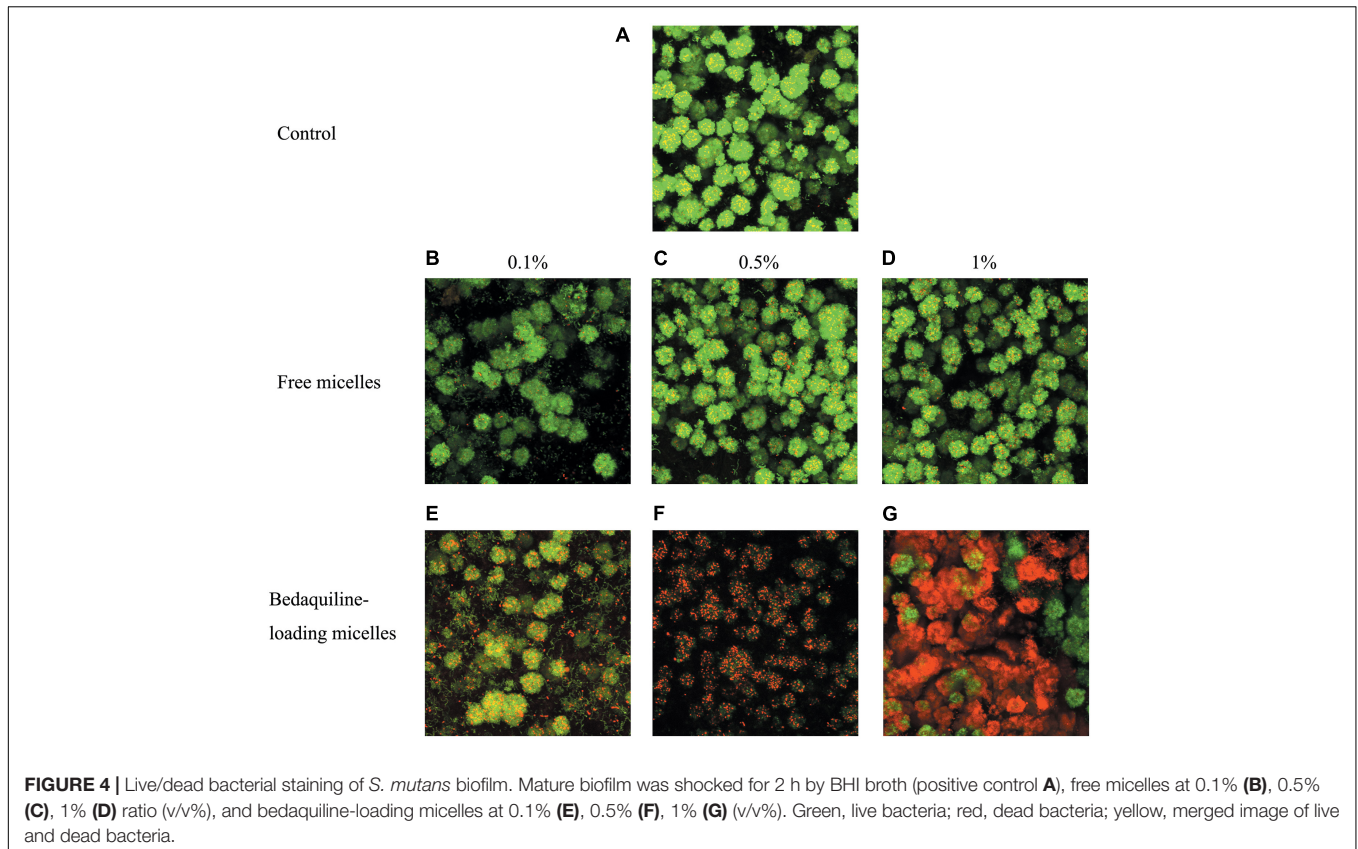 A
Control
B 0.1% C 0.5% D 1%
Free micelles
E F G
Bedaquiline-
loading micelles
FIGURE 4 | Live/dead bacterial staining of S. mutans biofilm. Mature biofilm was shocked for 2 h by BHI broth (positive control A), free micelles at 0.1% (B), 0.5%
(C), 1% (D) ratio (v/v%), and bedaquiline-loading micelles at 0.1% (E), 0.5% (F), 1% (G) (v/v%). Green, live bacteria; red, dead bacteria; yellow, merged image of live
and dead bacteria.